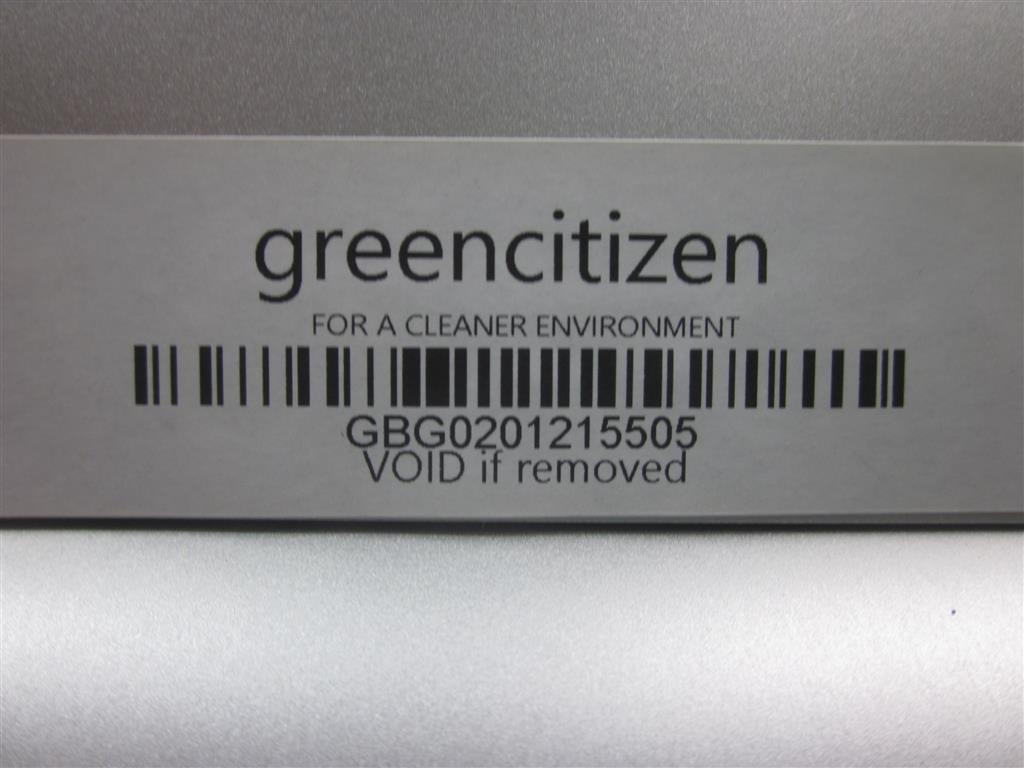 greencitizen
FOR A CLEANER ENVIRONMENT
GBG0201215505
VOID if removed